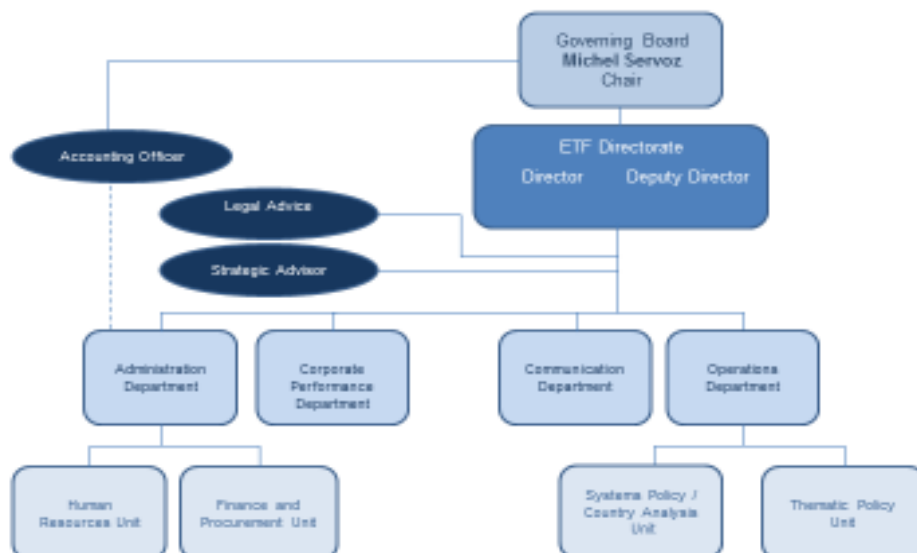 Governing Board
Michel Servoz
Chair
Accounting Officer
ETF Directorate
Director Deputy Director
Legal Advice
Strategic Advisor
Administration
Department
Corporate
Performance
Department
Communication
Department
Operations
Department
Human
Resources Unit
Finance and
Procurement Unit
Systems Policy /
Country Analysis
Unit
Thematic Policy
Unit